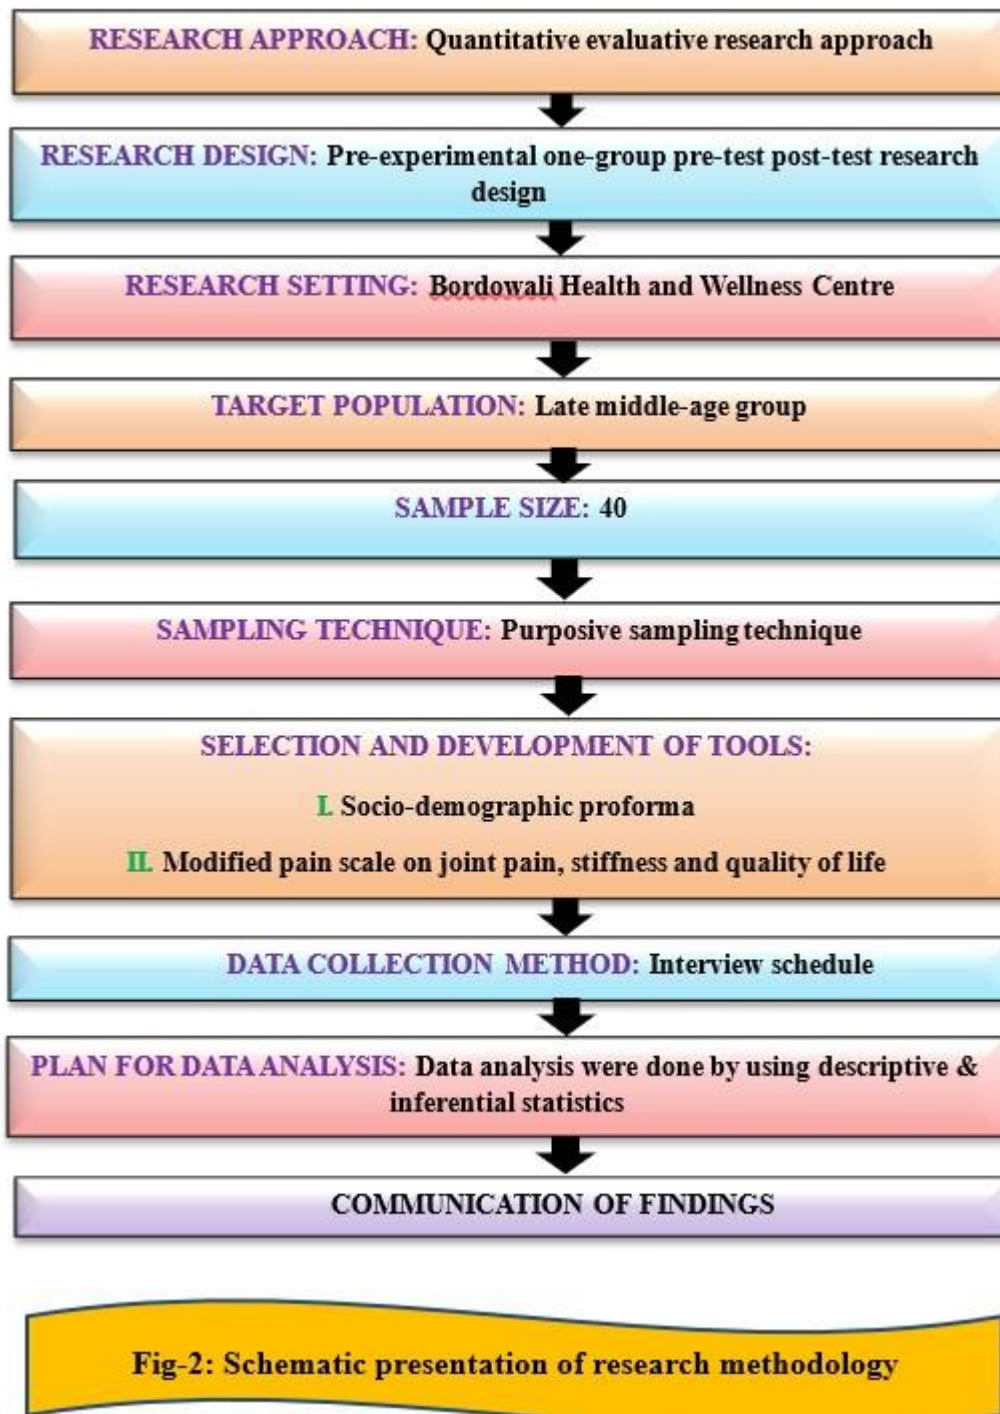 RESEARCH APPROACH: Quantitative evaluative research approach
RESEARCH DESIGN: Pre-experimental one-group pre-test post-test research
design
RESEARCH SETTING: Bordowali Health and Wellness Centre
TARGET POPULATION: Late middle-age group
SAMPLE SIZE: 40
SAMPLING TECHNIQUE: Purposive sampling technique
SELECTION AND DEVELOPMENT OF TOOLS:
I. Socio-demographic proforma
II. Modified pain scale on joint pain, stiffness and quality of life
DATA COLLECTION METHOD: Interview schedule
PLAN FOR DATA ANALYSIS: Data analysis were done by using descriptive &
inferential statistics
COMMUNICATION OF FINDINGS
Fig-2: Schematic presentation of research methodology